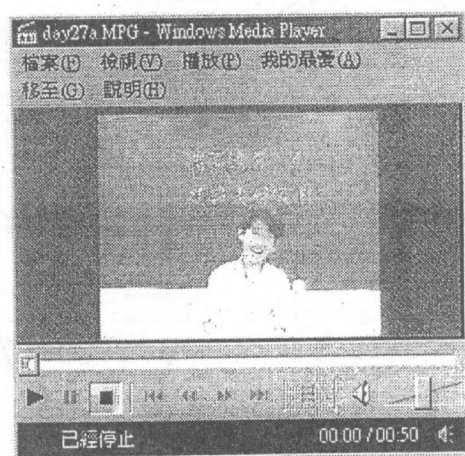 day27a.MPG - Windows Media Player
檔案(F) 檢視(V) 播放(P) 我的最愛(A)
移至(G) 說明(H)
已經停止 00:00 / 00:50